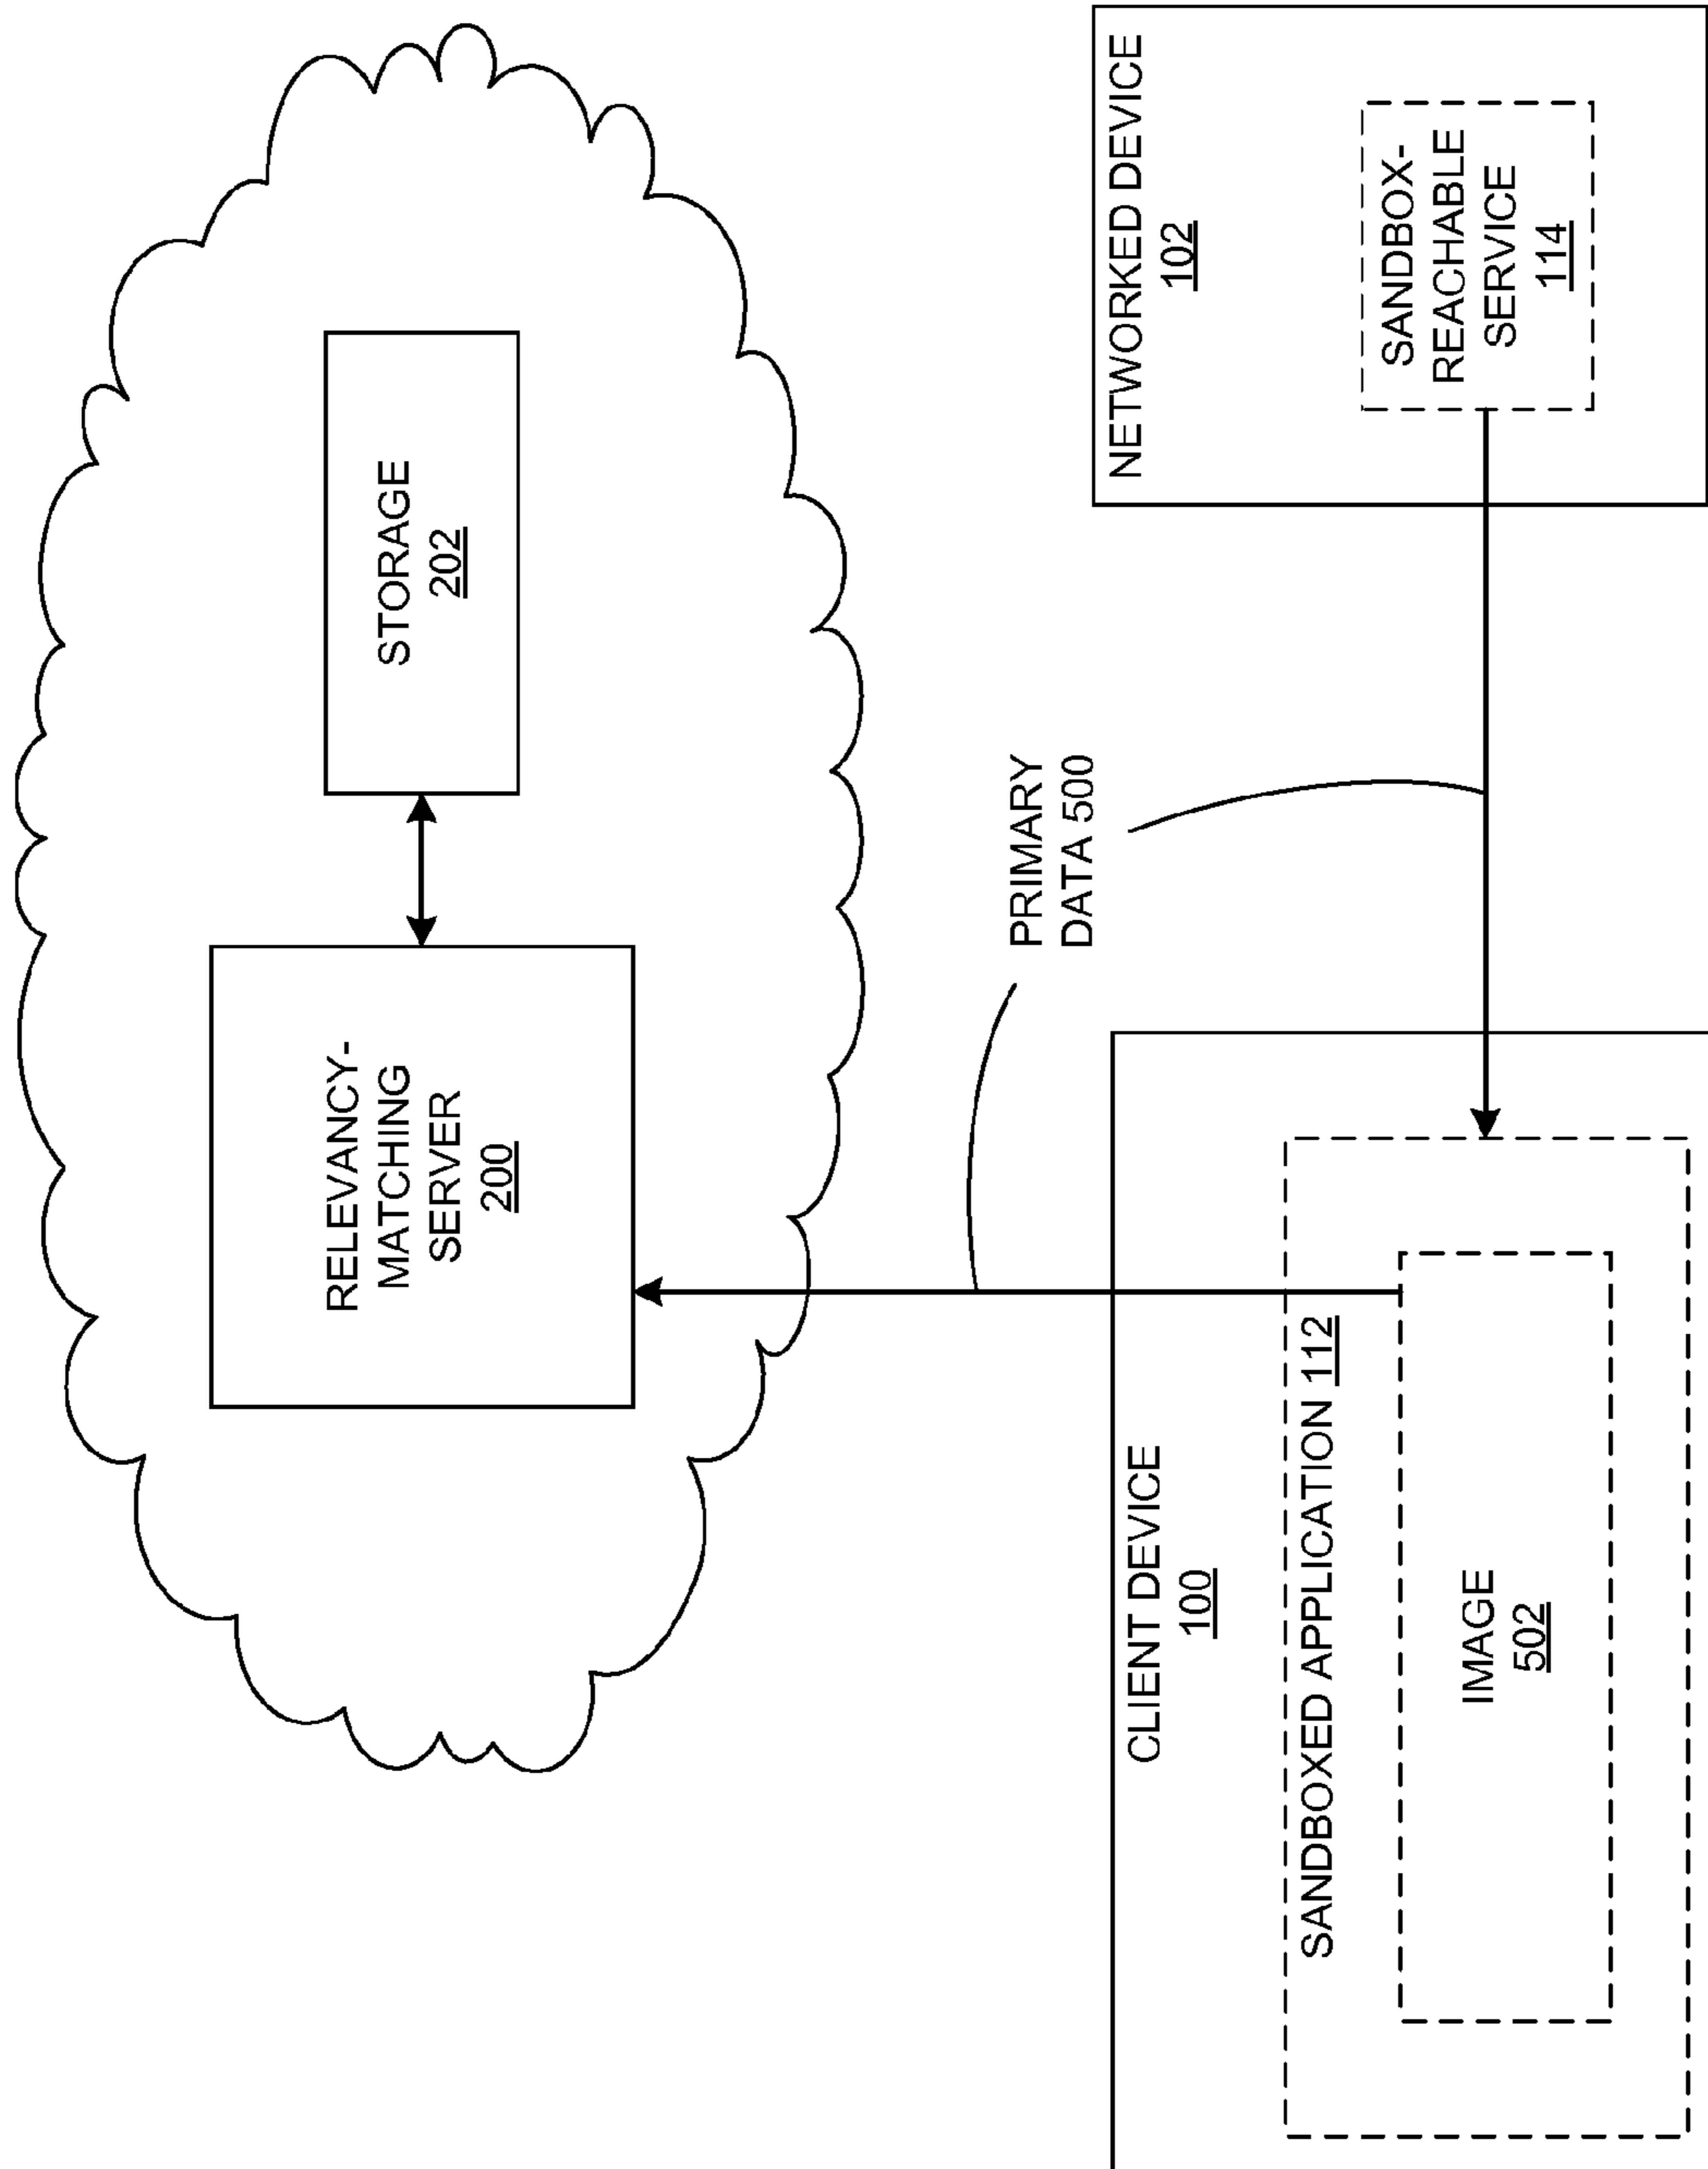 RELEVANCY-
MATCHING
SERVER
200
STORAGE
202
PRIMARY
DATA 500
CLIENT DEVICE
100
SANDBOXED APPLICATION 112
IMAGE
502
NETWORKED DEVICE
102
SANDBOX-
REACHABLE
SERVICE
114